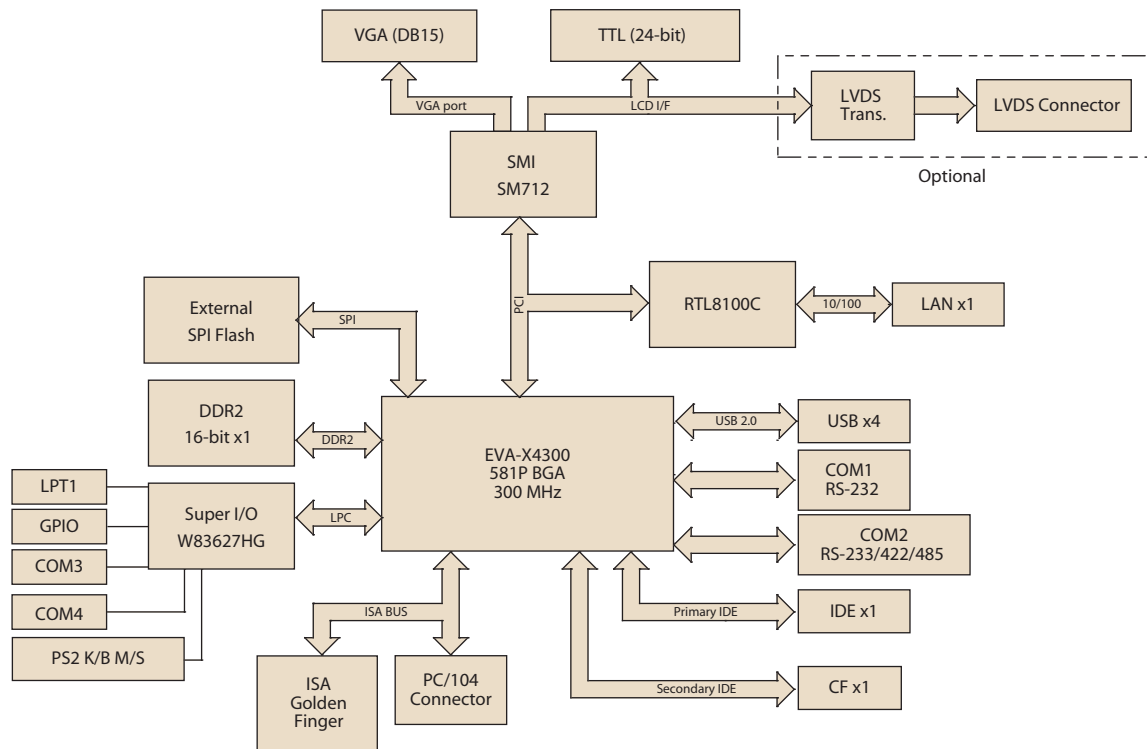 VGA (DB15)
TTL (24-bit)
LVDS
Trans.
LVDS Connector
VGA port
LCD I/F
Optional
SMI
SM712
PCI
RTL8100C
10/100
LAN x1
External
SPI Flash
SPI
DDR2
16-bit x1
DDR2
EVA-X4300
581P BGA
300 MHz
USB 2.0
USB x4
COM1
RS-232
COM2
RS-233/422/485
LPT1
GPIO
COM3
COM4
PS2 K/B M/S
Super I/O
W83627HG
LPC
ISA BUS
ISA
Golden
Finger
PC/104
Connector
Primary IDE
IDE x1
Secondary IDE
CF x1